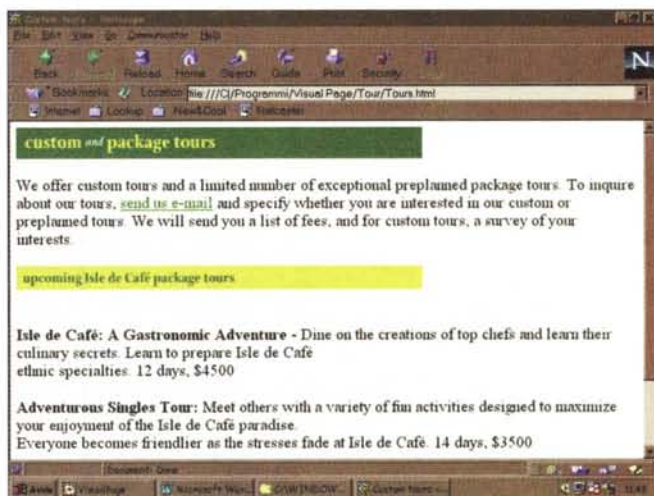 Custom Tours - Netscape
File Edit View Go Communicator Help
Back Reload Home Search Guide Print Security
N
Bookmarks Location file:///C|/Programmi/Visual Page/Tour/Tours.html
Internet Lookup New&Cool Netcaster
custom and package tours
We offer custom tours and a limited number of exceptional preplanned package tours. To inquire
about our tours, send us e-mail and specify whether you are interested in our custom or
preplanned tours. We will send you a list of fees, and for custom tours, a survey of your
interests.
upcoming Isle de Café package tours
Isle de Café: A Gastronomic Adventure - Dine on the creations of top chefs and learn their
culinary secrets. Learn to prepare Isle de Café
ethnic specialties. 12 days, $4500
Adventurous Singles Tour: Meet others with a variety of fun activities designed to maximize
your enjoyment of the Isle de Café paradise.
Everyone becomes friendlier as the stresses fade at Isle de Café. 14 days, $3500
Document: Done
Avvio Visual Page Microsoft Wor... C:\WINDOW... Custom Tours -...